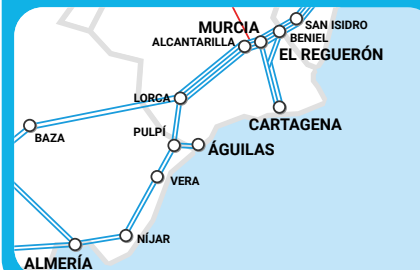 MURCIA
SAN ISIDRO
BENIEL
ALCANTARILLA
EL REGUERÓN
LORCA
CARTAGENA
BAZA
PULPÍ
ÁGUILAS
VERA
NÍJAR
ALMERÍA